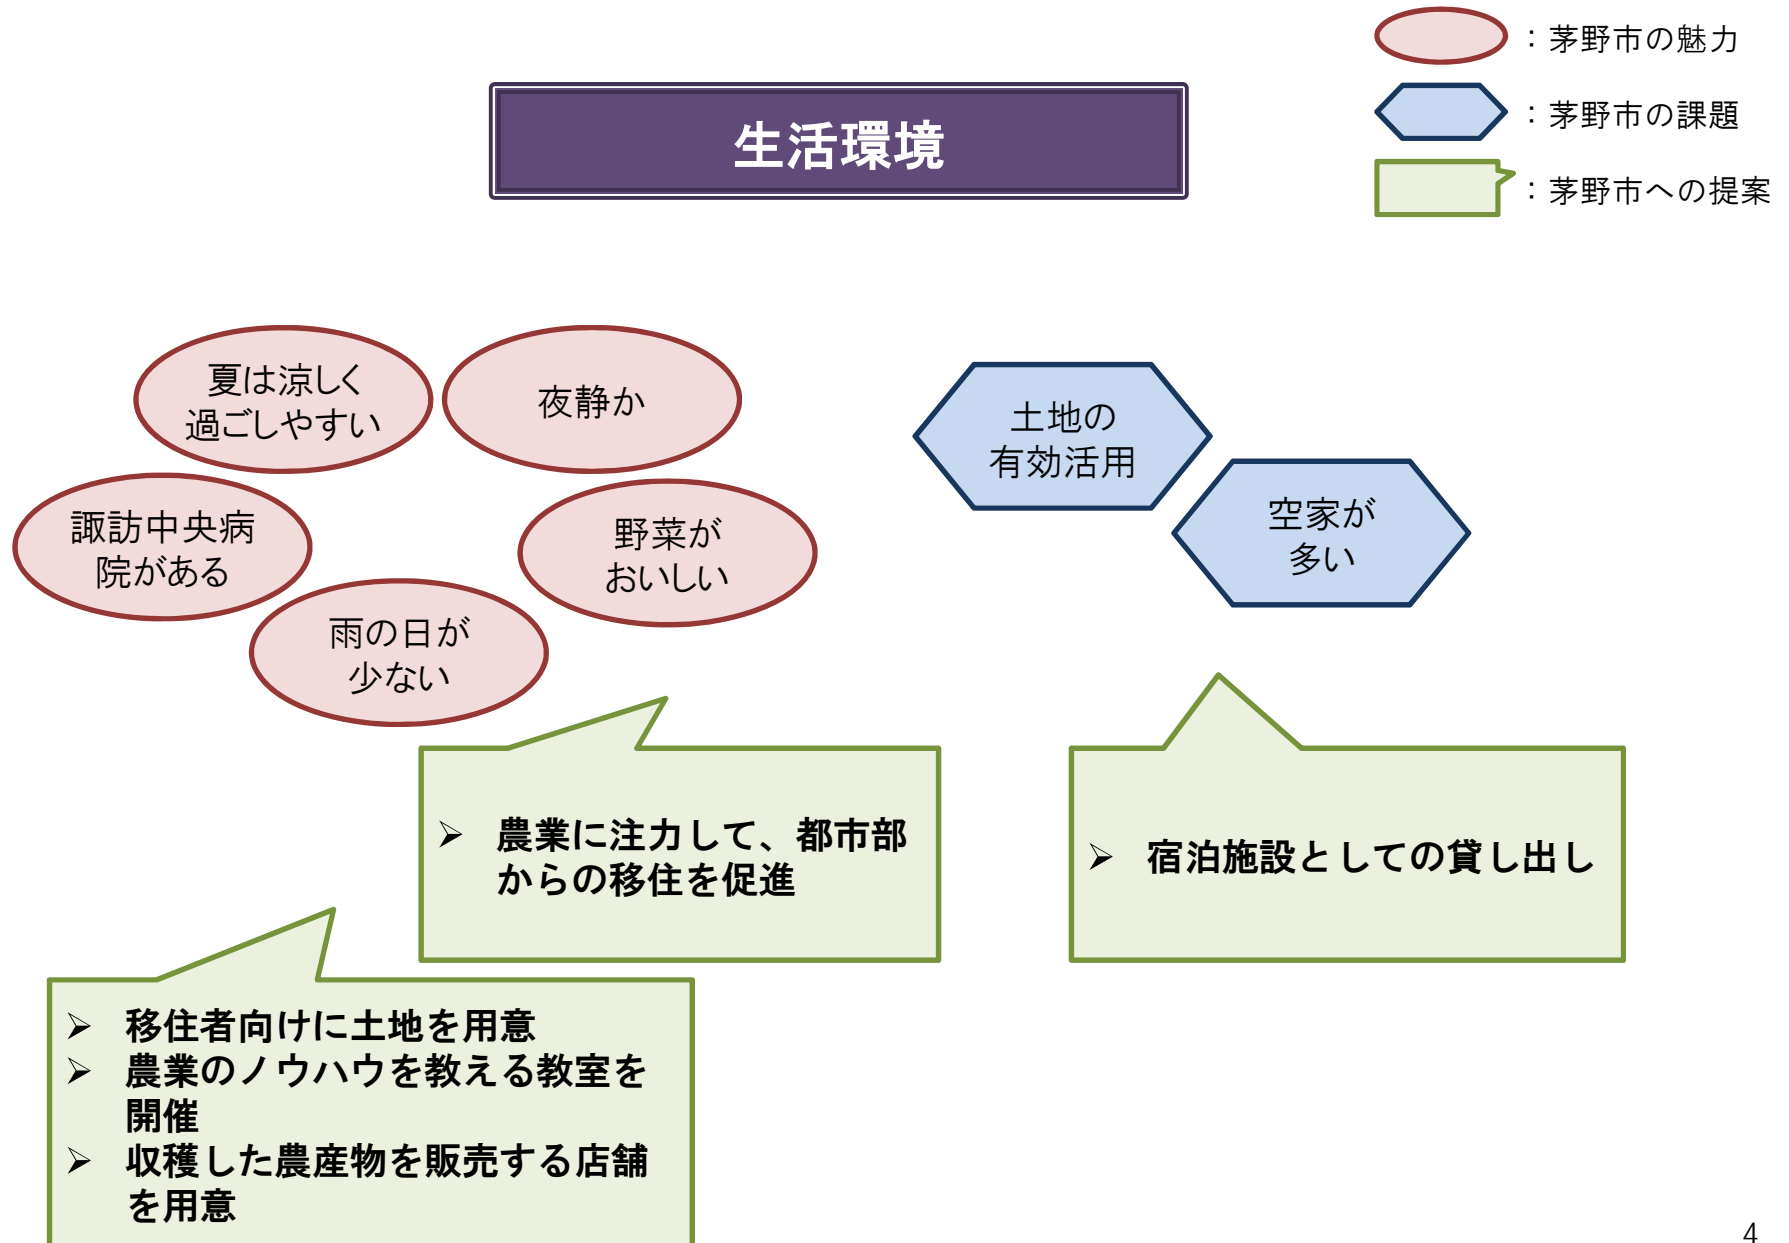 ：茅野市の魅力
：茅野市の課題
：茅野市への提案
生活環境
夏は涼しく
過ごしやすい
夜静か
諏訪中央病
院がある
野菜が
おいしい
雨の日が
少ない
土地の
有効活用
空家が
多い
➢ 農業に注力して、都市部
からの移住を促進
➢ 宿泊施設としての貸し出し
➢ 移住者向けに土地を用意
➢ 農業のノウハウを教える教室を
開催
➢ 収穫した農産物を販売する店舗
を用意
4